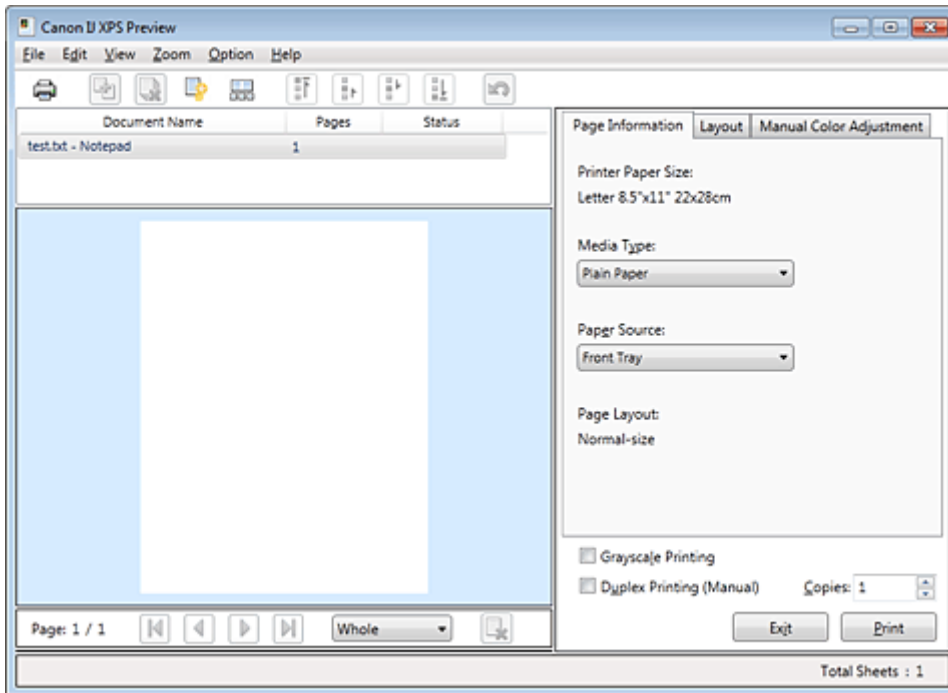 Canon IJ XPS Preview
File Edit View Zoom Option Help
Document Name Pages Status
test.txt - Notepad 1
Page Information Layout Manual Color Adjustment
Printer Paper Size:
Letter 8.5"x11" 22x28cm
Media Type:
Plain Paper
Paper Source:
Front Tray
Page Layout:
Normal-size
Grayscale Printing
Duplex Printing (Manual) Copies: 1
Page: 1 / 1 Whole
Exit Print
Total Sheets : 1